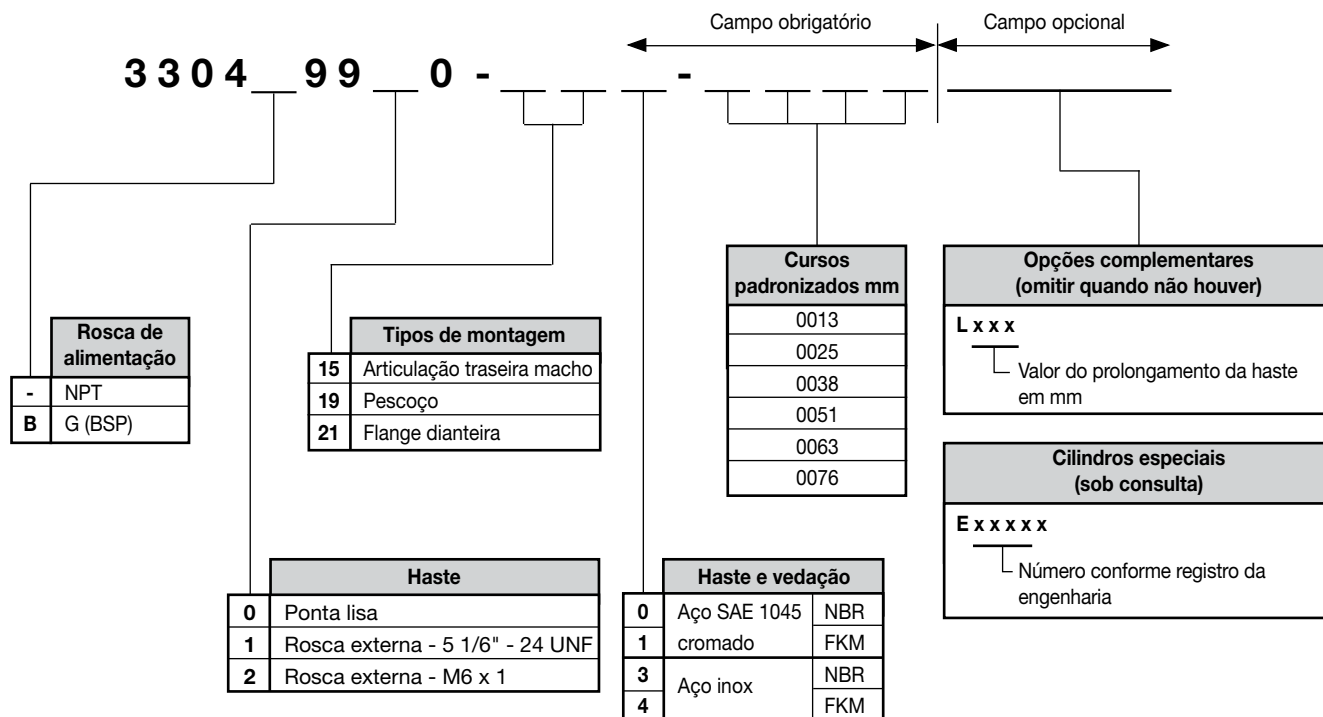 Campo obrigatório
Campo opcional
3304 _ 99 _ 0 - _ _ _ - _ _ _ _
Rosca de
alimentação
- NPT
B G (BSP)
Tipos de montagem
15 Articulação traseira macho
19 Pescoço
21 Flange dianteira
Cursos
padronizados mm
0013
0025
0038
0051
0063
0076
Opções complementares
(omitir quando não houver)
L x x x
Valor do prolongamento da haste
em mm
Cilindros especiais
(sob consulta)
E x x x x x
Número conforme registro da
engenharia
Haste
0 Ponta lisa
1 Rosca externa - 5 1/6" - 24 UNF
2 Rosca externa - M6 x 1
Haste e vedação
0 Aço SAE 1045 NBR
1 cromado FKM
3 Aço inox NBR
4 FKM